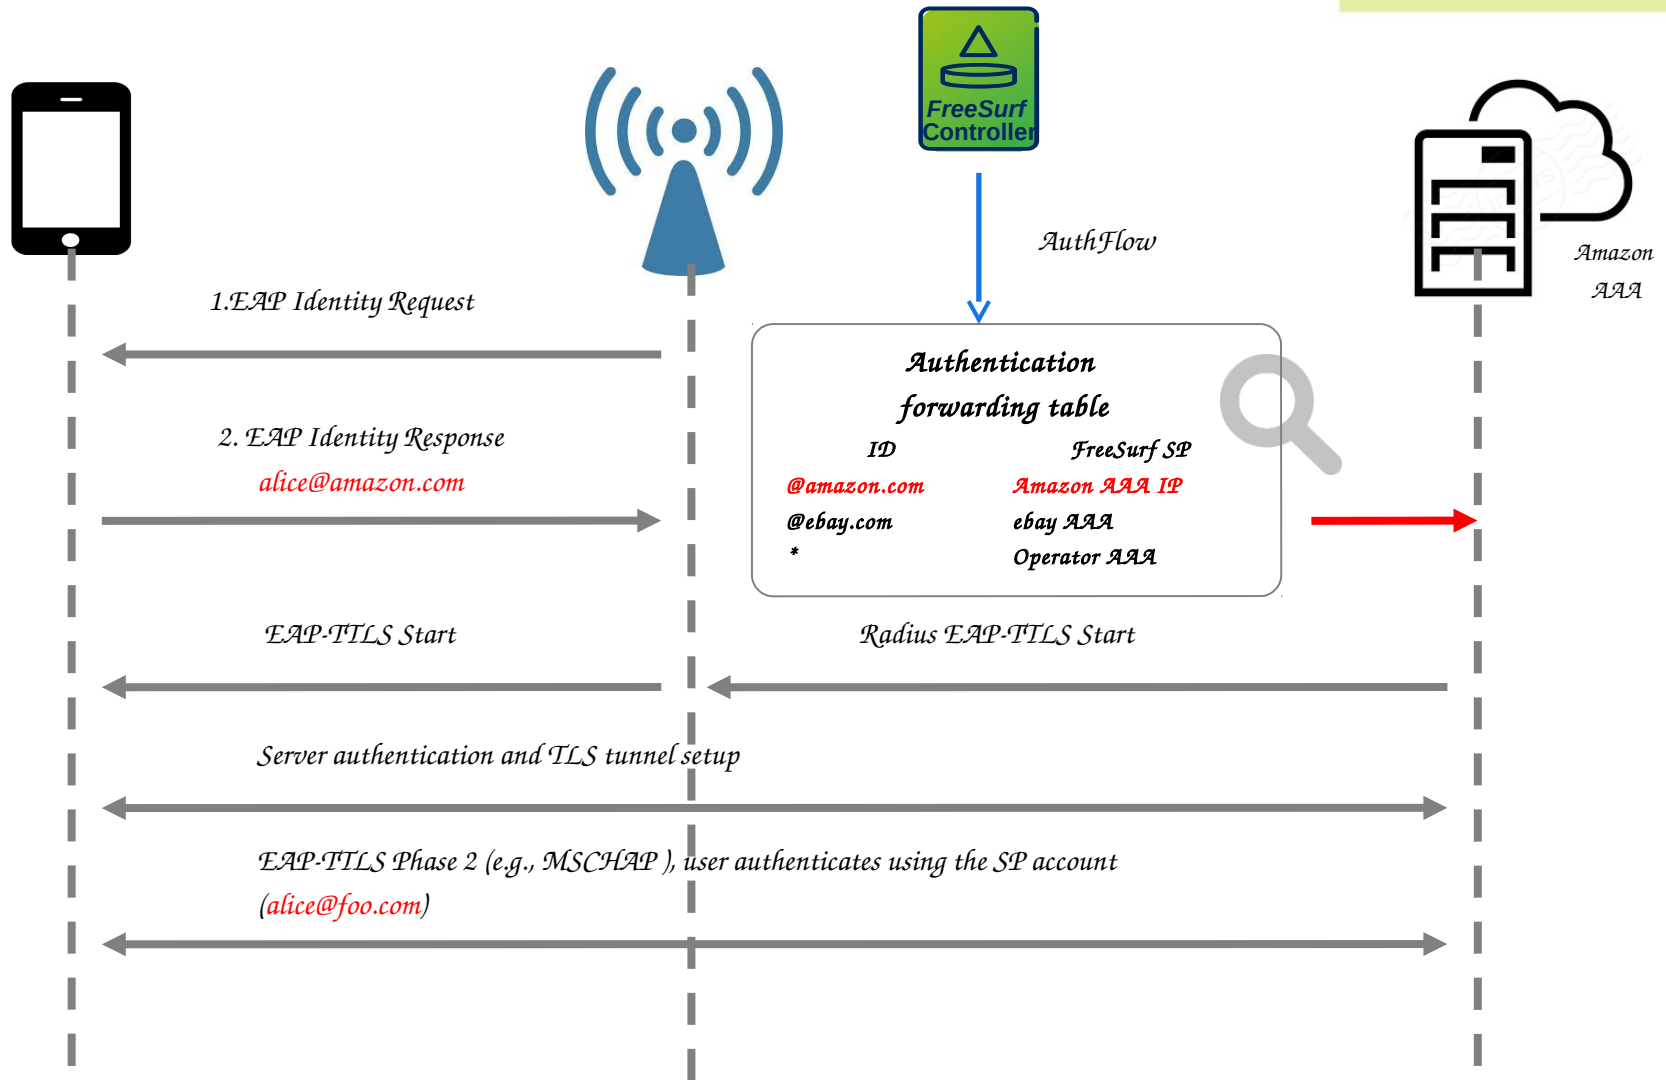 FreeSurf
Controller
AuthFlow
Amazon
AAA
1.EAP Identity Request
Authentication
forwarding table
ID FreeSurf SP
@amazon.com Amazon AAA IP
@ebay.com ebay AAA
* Operator AAA
2. EAP Identity Response
alice@amazon.com
EAP-TTLS Start
Radius EAP-TTLS Start
Server authentication and TLS tunnel setup
EAP-TTLS Phase 2 (e.g., MSCHAP ), user authenticates using the SP account
(alice@foo.com)